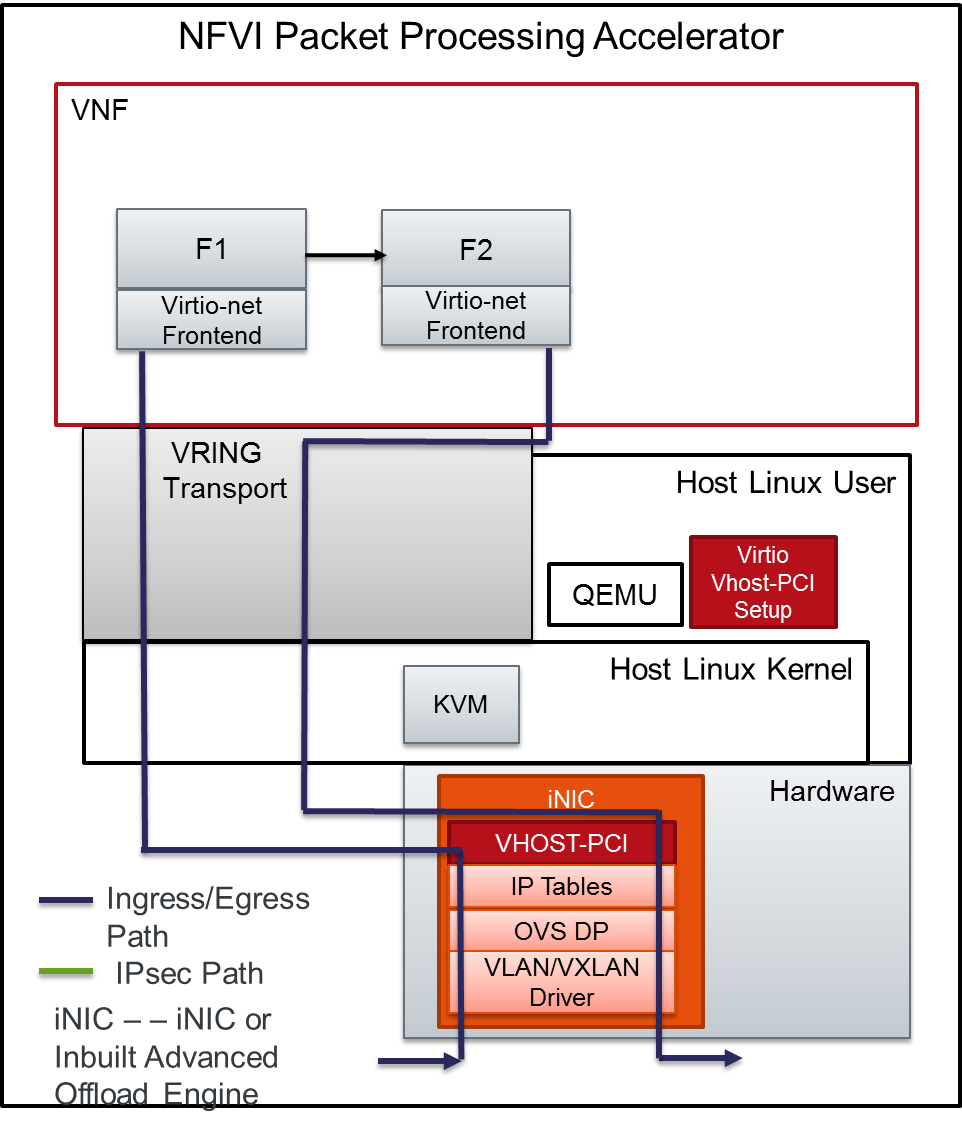 NFVI Packet Processing Accelerator
VNF
F1
Virtio-net
Frontend
F2
Virtio-net
Frontend
VRING
Transport
Host Linux User
QEMU
Virtio
Vhost-PCI
Setup
Host Linux Kernel
KVM
Hardware
iNIC
VHOST-PCI
IP Tables
OVS DP
VLAN/VXLAN
Driver
Ingress/Egress
Path
IPsec Path
iNIC – – iNIC or
Inbuilt Advanced
Offload Engine